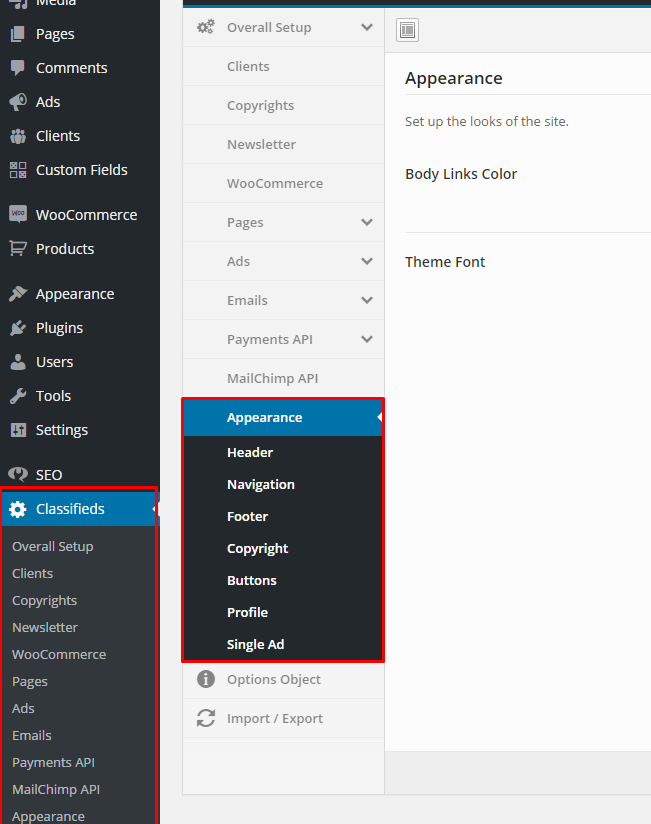 Media
Pages
Comments
Ads
Clients
Custom Fields
WOO
WooCommerce
Products
Appearance
Plugins
Users
Tools
Settings
SEO
Classifieds
Overall Setup
Clients
Copyrights
Newsletter
WooCommerce
Pages
Ads
Emails
Payments API
MailChimp API
Appearance
Overall Setup
Clients
Copyrights
Newsletter
WooCommerce
Pages
Ads
Emails
Payments API
MailChimp API
Appearance
Header
Navigation
Footer
Copyright
Buttons
Profile
Single Ad
Options Object
Import / Export
Appearance
Set up the looks of the site.
Body Links Color
Theme Font